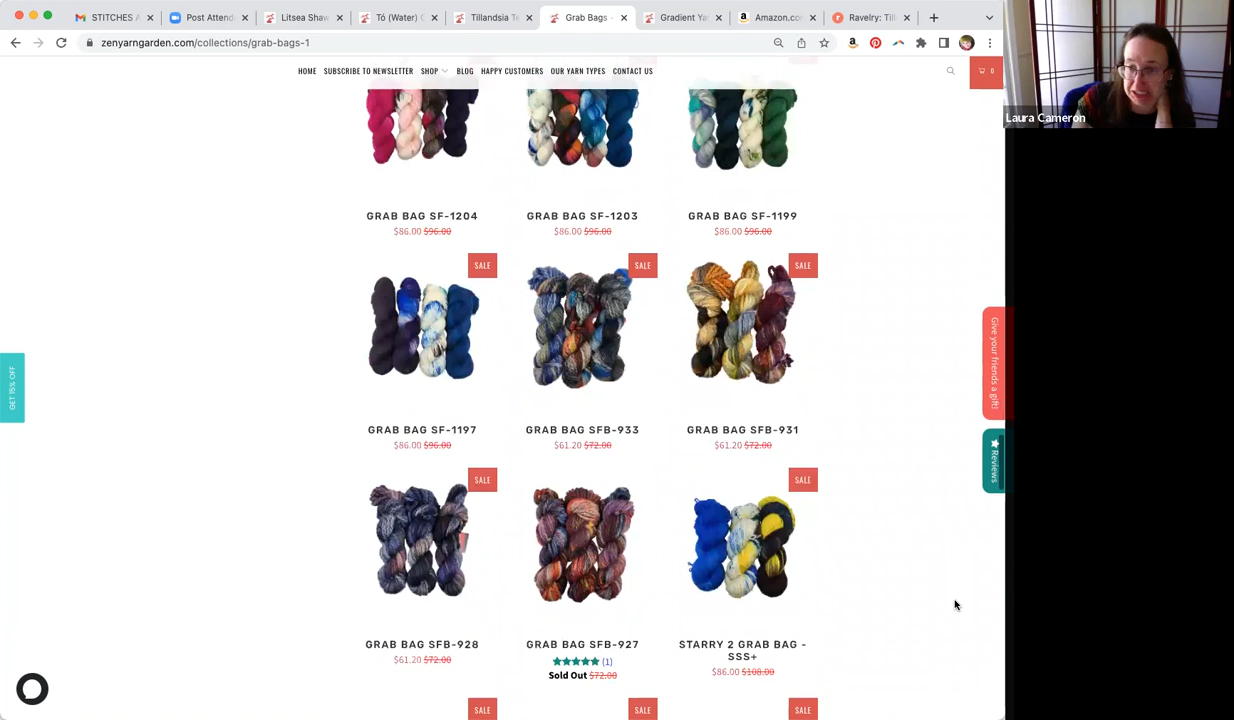 STITCHES A
Post Attend
Litsea Shaw
Tó (Water) C
Tillandsia Te
Grab Bags -
Gradient Yar
Amazon.co
Ravelry: Till
zenyarngarden.com/collections/grab-bags-1
HOME SUBSCRIBE TO NEWSLETTER SHOP BLOG HAPPY CUSTOMERS OUR YARN TYPES CONTACT US
0
Laura Cameron
GRAB BAG SF-1204
$86.00 $96.00
GRAB BAG SF-1203
$86.00 $96.00
GRAB BAG SF-1199
$86.00 $96.00
SALE
GRAB BAG SF-1197
$86.00 $96.00
SALE
GRAB BAG SFB-933
$61.20 $72.00
SALE
GRAB BAG SFB-931
$61.20 $72.00
SALE
GRAB BAG SFB-928
$61.20 $72.00
GRAB BAG SFB-927
(1)
Sold Out $72.00
SALE
STARRY 2 GRAB BAG -
SSS+
$86.00 $108.00
SALE
SALE
SALE
GET 15% OFF
Give your friends a gift!
Reviews